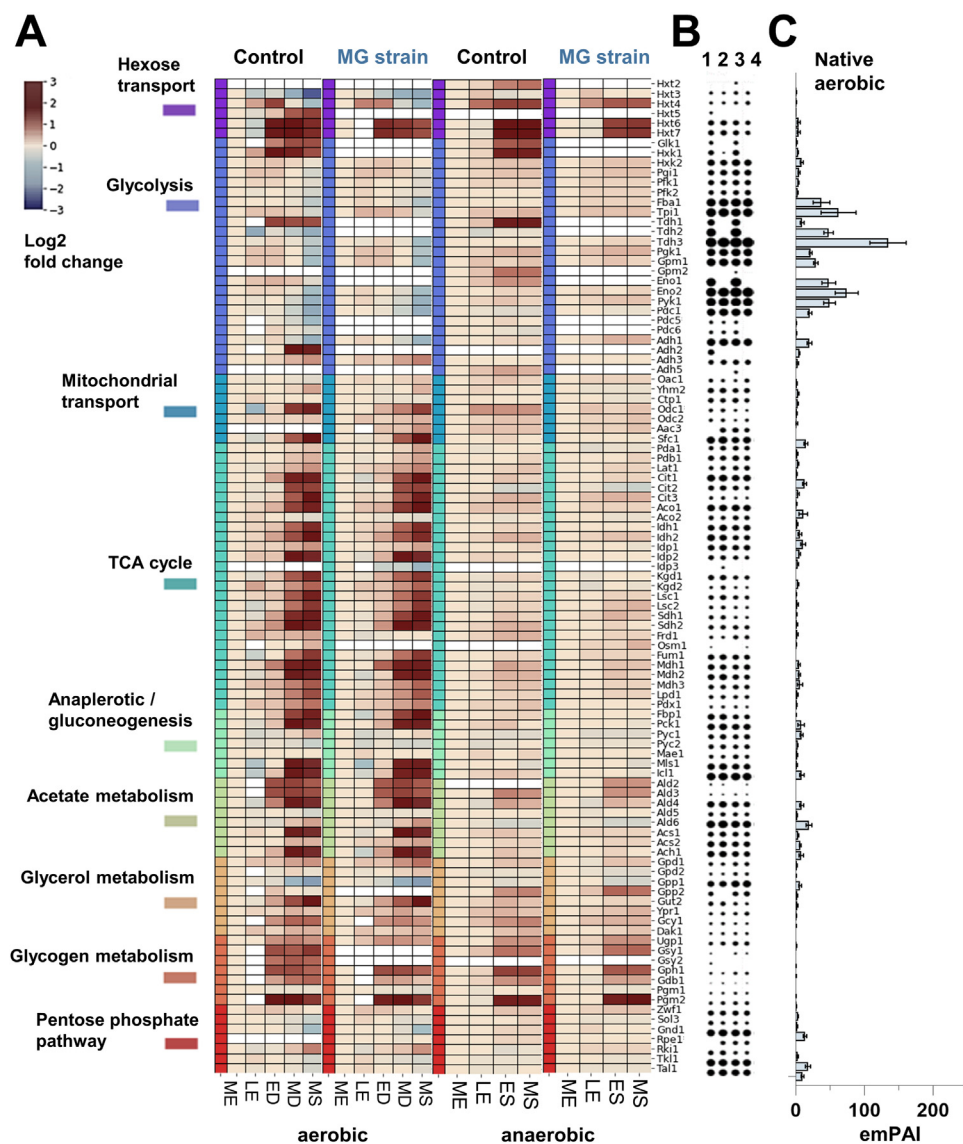 A
B
C
Control
MG strain
Control
MG strain
1 2 3 4
Native
aerobic
Hexose
transport
Glycolysis
Mitochondrial
transport
TCA cycle
Anaplerotic /
gluconeogenesis
Acetate metabolism
Glycerol metabolism
Glycogen metabolism
Pentose phosphate
pathway
3
2
1
0
−1
−2
−3
Log2
fold change
Hxt2
Hxt3
Hxt4
Hxt5
Hxt6
Hxt7
Glk1
Hxk1
Hxk2
Pgi1
Pfk1
Pfk2
Fba1
Tpi1
Tdh1
Tdh2
Tdh3
Pgk1
Gpm1
Gpm2
Eno1
Eno2
Pyk1
Pdc1
Pdc5
Pdc6
Adh1
Adh2
Adh3
Adh5
Oac1
Yhm2
Ctp1
Odc1
Odc2
Aac3
Sfc1
Pda1
Pdb1
Lat1
Cit1
Cit2
Cit3
Aco1
Aco2
Idh1
Idh2
Idp1
Idp2
Idp3
Kgd1
Kgd2
Lsc1
Lsc2
Sdh1
Sdh2
Frd1
Osm1
Fum1
Mdh1
Mdh2
Mdh3
Lpd1
Pdx1
Fbp1
Pck1
Pyc1
Pyc2
Mae1
Mls1
Icl1
Ald2
Ald3
Ald4
Ald5
Ald6
Acs1
Acs2
Ach1
Gpd1
Gpd2
Gpp1
Gpp2
Gut2
Ypr1
Gcy1
Dak1
Ugp1
Gsy1
Gsy2
Gph1
Gdb1
Pgm1
Pgm2
Zwf1
Sol3
Gnd1
Rpe1
Rki1
Tkl1
Tal1
ME LE ED MD MS ME LE ED MD MS ME LE ES MS ME LE ES MS
aerobic
anaerobic
0 100 200
emPAI